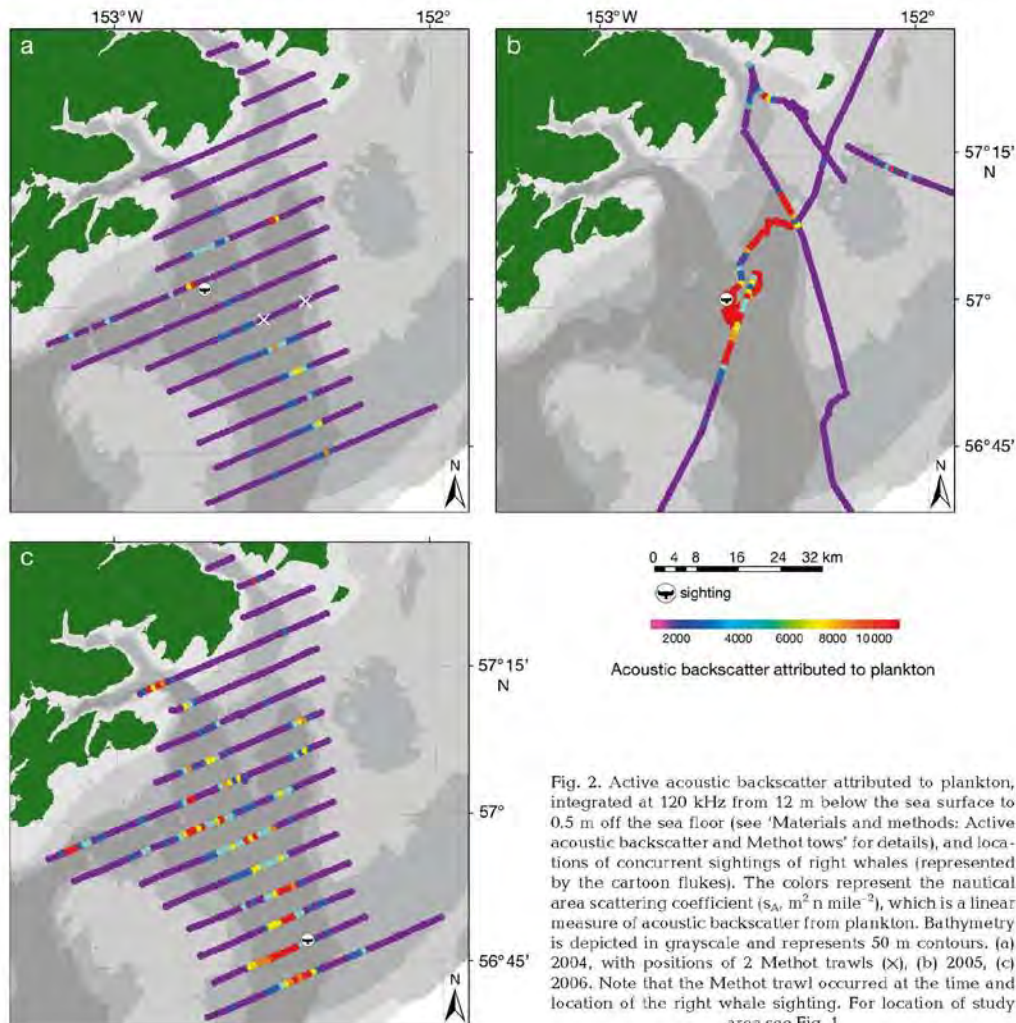 153°W
152°
153°W
152°
a
b
57°15'
N
57°
56°45'
N
N
c
0 4 8 16 24 32 km
sighting
2000 4000 6000 8000 10000
Acoustic backscatter attributed to plankton
57°15'
N
57°
56°45'
N
Fig. 2. Active acoustic backscatter attributed to plankton,
integrated at 120 kHz from 12 m below the sea surface to
0.5 m off the sea floor (see 'Materials and methods: Active
acoustic backscatter and Methot tows' for details), and loca-
tions of concurrent sightings of right whales (represented
by the cartoon flukes). The colors represent the nautical
area scattering coefficient (sA, m² n mile⁻²), which is a linear
measure of acoustic backscatter from plankton. Bathymetry
is depicted in grayscale and represents 50 m contours. (a)
2004, with positions of 2 Methot trawls (×), (b) 2005, (c)
2006. Note that the Methot trawl occurred at the time and
location of the right whale sighting. For location of study
area see Fig. 1